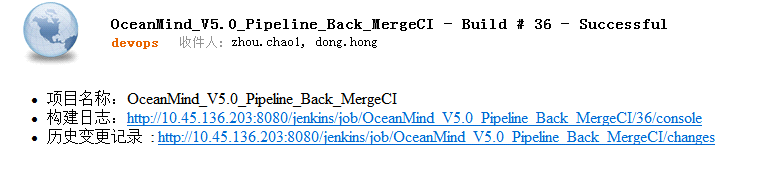 OceanMind_V5.0_Pipeline_Back_MergeCI - Build # 36 - Successful
devops 收件人: zhou.chao1, dong.hong
项目名称：OceanMind_V5.0_Pipeline_Back_MergeCI
构建日志：http://10.45.136.203:8080/jenkins/job/OceanMind_V5.0_Pipeline_Back_MergeCI/36/console
历史变更记录 : http://10.45.136.203:8080/jenkins/job/OceanMind_V5.0_Pipeline_Back_MergeCI/changes